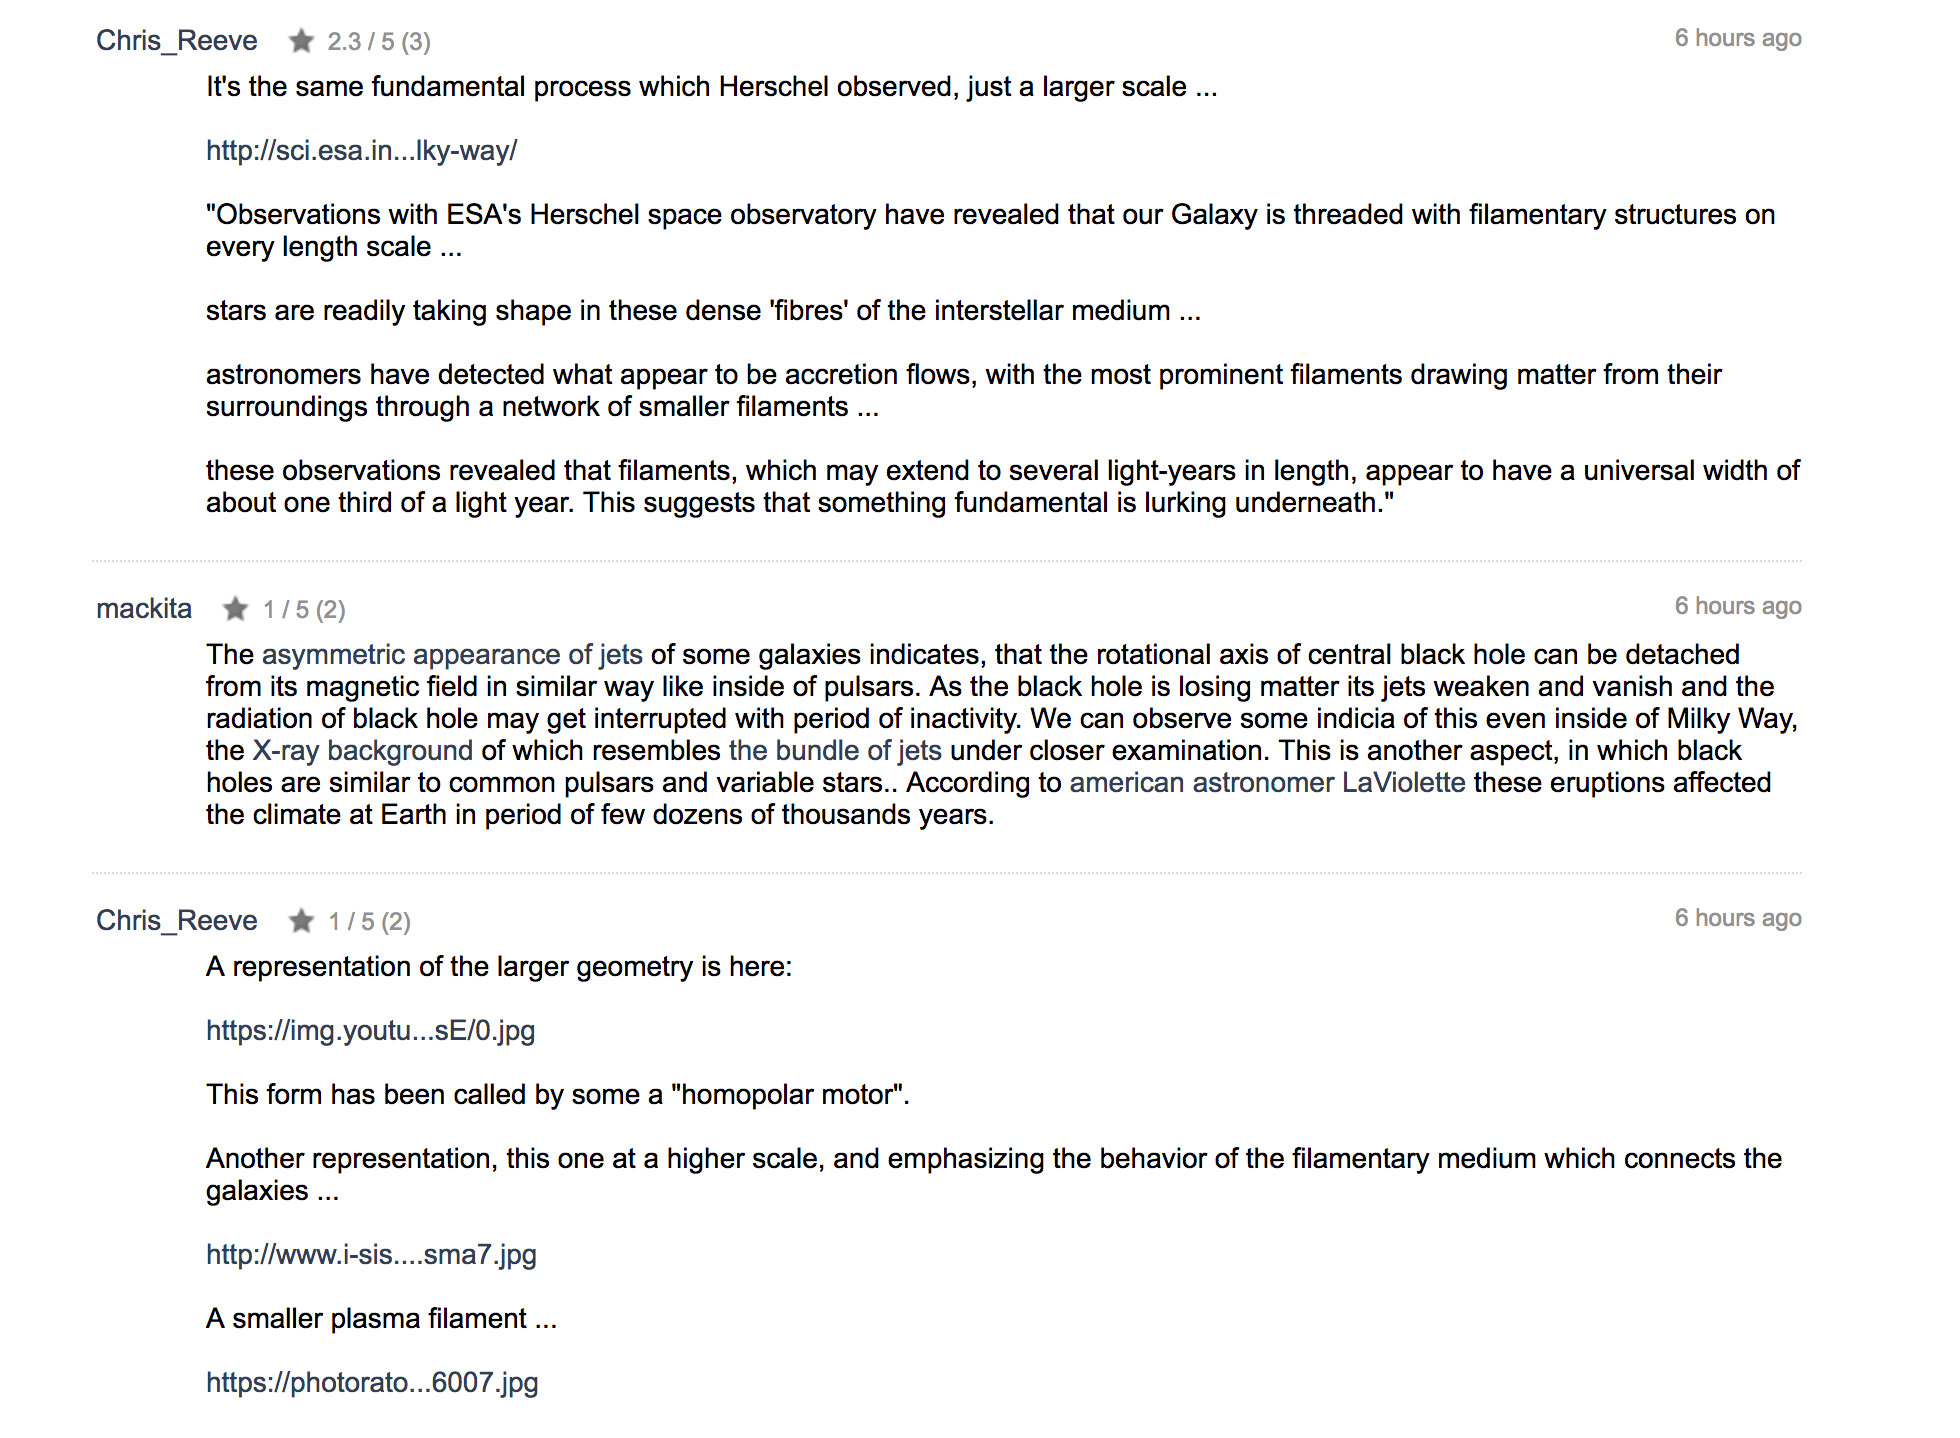 Chris_Reeve 2.3 / 5 (3) 6 hours ago
It's the same fundamental process which Herschel observed, just a larger scale ...
http://sci.esa.in...lky-way/
"Observations with ESA's Herschel space observatory have revealed that our Galaxy is threaded with filamentary structures on
every length scale ...
stars are readily taking shape in these dense 'fibres' of the interstellar medium ...
astronomers have detected what appear to be accretion flows, with the most prominent filaments drawing matter from their
surroundings through a network of smaller filaments ...
these observations revealed that filaments, which may extend to several light-years in length, appear to have a universal width of
about one third of a light year. This suggests that something fundamental is lurking underneath."
mackita 1 / 5 (2) 6 hours ago
The asymmetric appearance of jets of some galaxies indicates, that the rotational axis of central black hole can be detached
from its magnetic field in similar way like inside of pulsars. As the black hole is losing matter its jets weaken and vanish and the
radiation of black hole may get interrupted with period of inactivity. We can observe some indicia of this even inside of Milky Way,
the X-ray background of which resembles the bundle of jets under closer examination. This is another aspect, in which black
holes are similar to common pulsars and variable stars.. According to american astronomer LaViolette these eruptions affected
the climate at Earth in period of few dozens of thousands years.
Chris_Reeve 1 / 5 (2) 6 hours ago
A representation of the larger geometry is here:
https://img.youtu...sE/0.jpg
This form has been called by some a "homopolar motor".
Another representation, this one at a higher scale, and emphasizing the behavior of the filamentary medium which connects the
galaxies ...
http://www.i-sis....sma7.jpg
A smaller plasma filament ...
https://photorato...6007.jpg